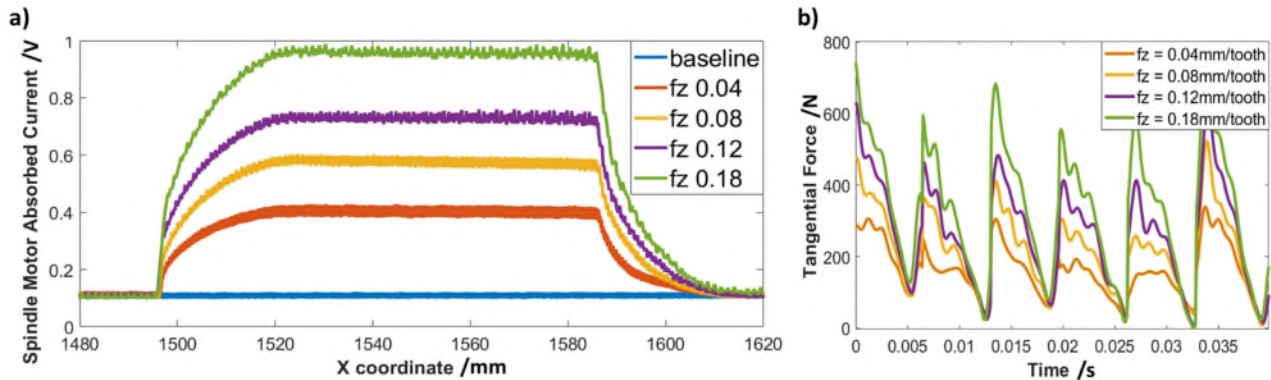 a)
Spindle Motor Absorbed Current /V
1
0.8
0.6
0.4
0.2
0
1480
1500
1520
1540
1560
1580
1600
1620
X coordinate /mm
baseline
fz 0.04
fz 0.08
fz 0.12
fz 0.18
b)
Tangential Force /N
800
600
400
200
0
0
0.005
0.01
0.015
0.02
0.025
0.03
0.035
Time /s
fz = 0.04mm/tooth
fz = 0.08mm/tooth
fz = 0.12mm/tooth
fz = 0.18mm/tooth